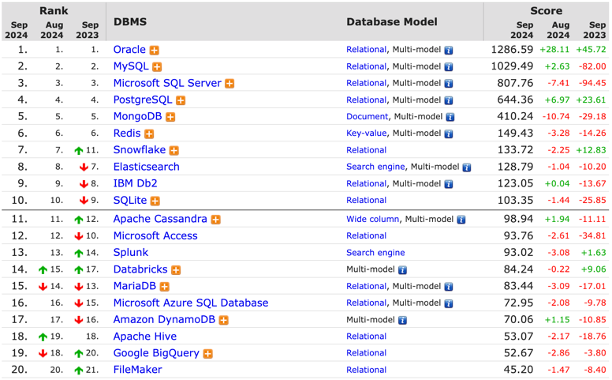 Rank Score
Sep 2024 Aug 2024 Sep 2023 DBMS Database Model Sep 2024 Aug 2024 Sep 2023
1. 1. 1. Oracle Relational, Multi-model 1286.59 +28.11 +45.72
2. 2. 2. MySQL Relational, Multi-model 1029.49 +2.63 -82.00
3. 3. 3. Microsoft SQL Server Relational, Multi-model 807.76 -7.41 -94.45
4. 4. 4. PostgreSQL Relational, Multi-model 644.36 +6.97 +23.61
5. 5. 5. MongoDB Document, Multi-model 410.24 -10.74 -29.18
6. 6. 6. Redis Key-value, Multi-model 149.43 -3.28 -14.26
7. 7. 11. Snowflake Relational 133.72 -2.25 +12.83
8. 8. 7. Elasticsearch Search engine, Multi-model 128.79 -1.04 -10.20
9. 9. 8. IBM Db2 Relational, Multi-model 123.05 +0.04 -13.67
10. 10. 9. SQLite Relational 103.35 -1.44 -25.85
11. 11. 12. Apache Cassandra Wide column, Multi-model 98.94 +1.94 -11.11
12. 12. 10. Microsoft Access Relational 93.76 -2.61 -34.81
13. 13. 14. Splunk Search engine 93.02 -3.08 +1.63
14. 15. 17. Databricks Multi-model 84.24 -0.22 +9.06
15. 14. 13. MariaDB Relational, Multi-model 83.44 -3.09 -17.01
16. 16. 15. Microsoft Azure SQL Database Relational, Multi-model 72.95 -2.08 -9.78
17. 17. 16. Amazon DynamoDB Multi-model 70.06 +1.15 -10.85
18. 19. 18. Apache Hive Relational 53.07 -2.17 -18.76
19. 18. 20. Google BigQuery Relational 52.67 -2.86 -3.80
20. 20. 21. FileMaker Relational 45.20 -1.47 -8.40